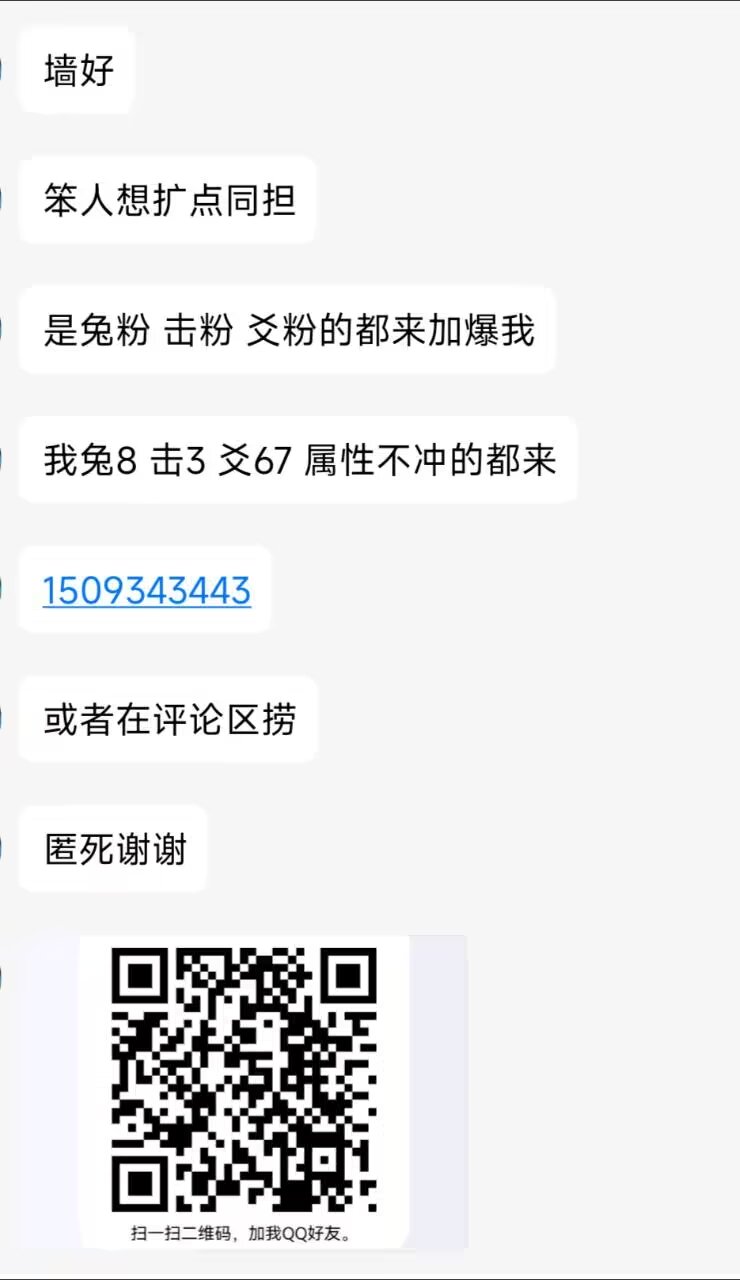 墙好
笨人想扩点同担
是兔粉 击粉 爻粉的都来加爆我
我兔8 击3 爻67 属性不冲的都来
1509343443
或者在评论区捞
匿死谢谢
扫一扫二维码，加我QQ好友。